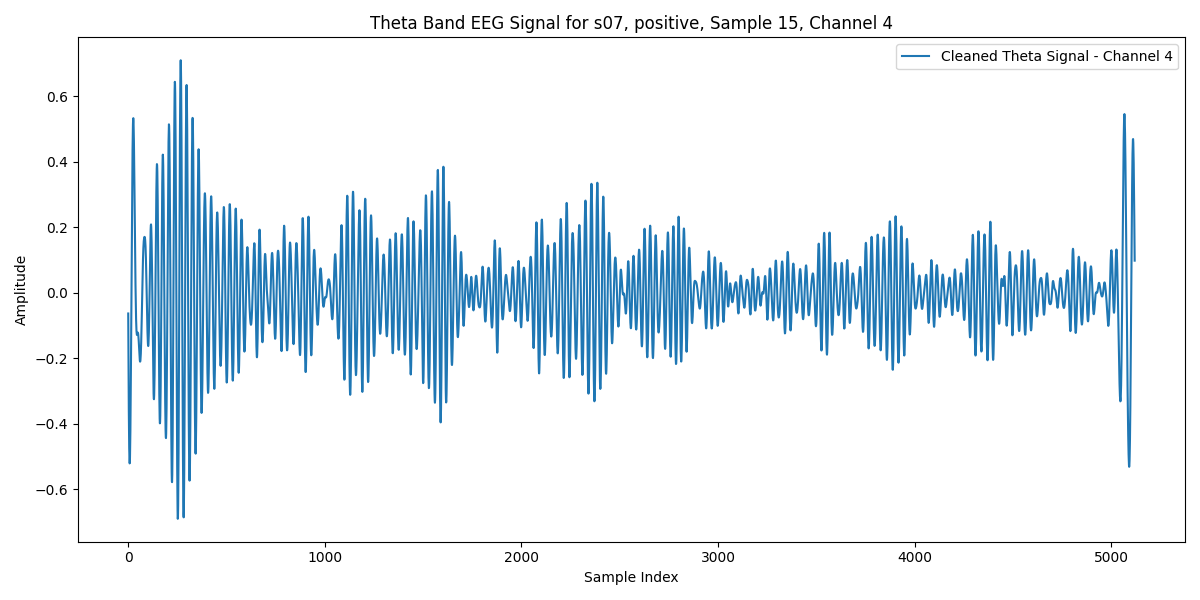 Theta Band EEG Signal for s07, positive, Sample 15, Channel 4
Cleaned Theta Signal - Channel 4
Amplitude
0.6
0.4
0.2
0.0
−0.2
−0.4
−0.6
0 1000 2000 3000 4000 5000
Sample Index